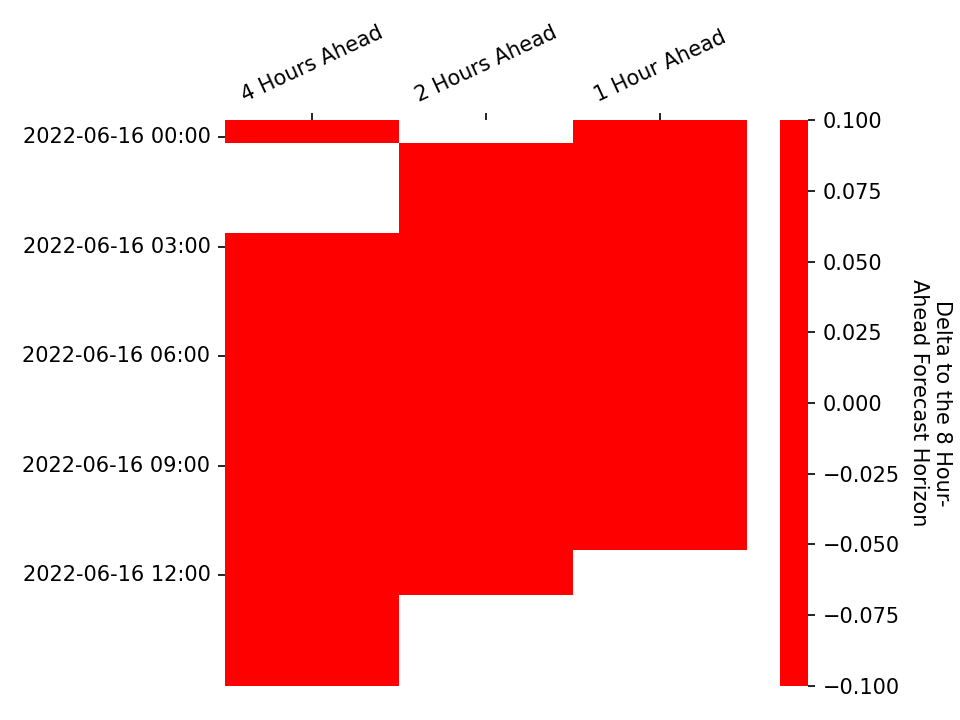 4 Hours Ahead
2 Hours Ahead
1 Hour Ahead
2022-06-16 00:00
2022-06-16 03:00
2022-06-16 06:00
2022-06-16 09:00
2022-06-16 12:00
0.100
0.075
0.050
0.025
0.000
−0.025
−0.050
−0.075
−0.100
Delta to the 8 Hour-
Ahead Forecast Horizon